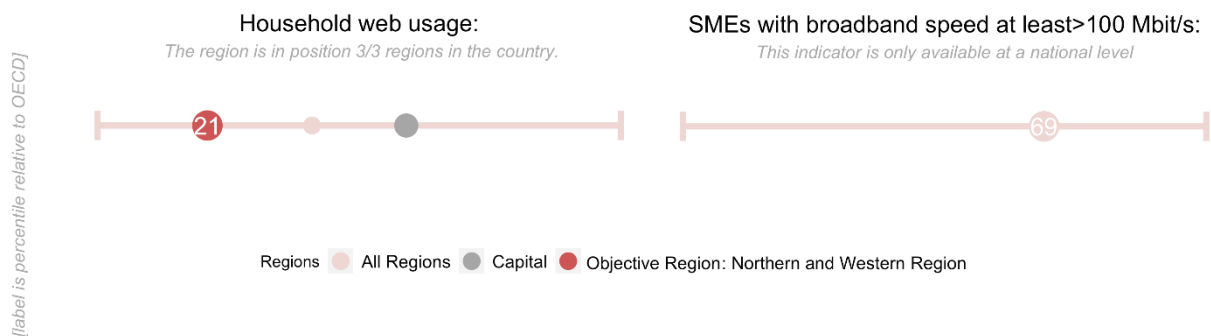 Household web usage:
The region is in position 3/3 regions in the country.
21
SMEs with broadband speed at least>100 Mbit/s:
This indicator is only available at a national level
69
[label is percentile relative to OECD]
Regions All Regions Capital Objective Region: Northern and Western Region